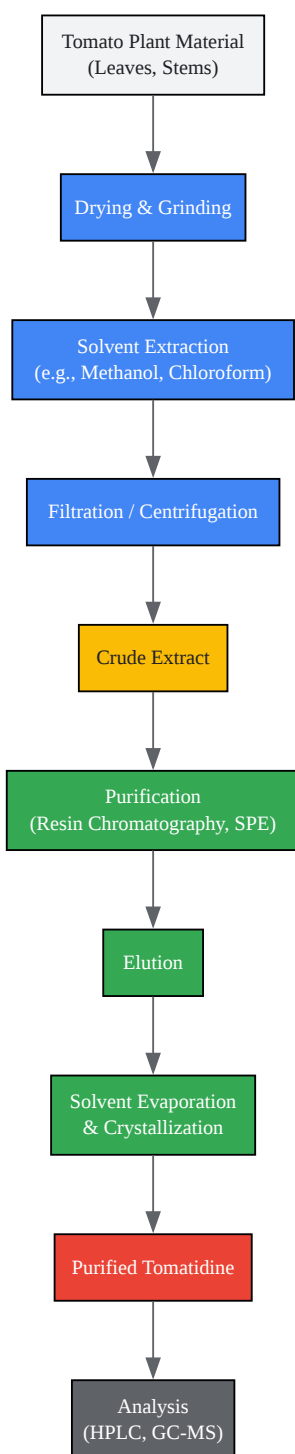 Tomato Plant Material
(Leaves, Stems)
Drying & Grinding
Solvent Extraction
(e.g., Methanol, Chloroform)
Filtration / Centrifugation
Crude Extract
Purification
(Resin Chromatography, SPE)
Elution
Solvent Evaporation
& Crystallization
Purified Tomatidine
Analysis
(HPLC, GC-MS)